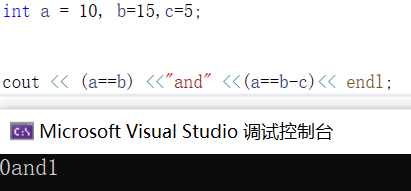 int a = 10, b=15,c=5;
cout << (a==b) <<"and" <<(a==b-c)<< endl;
C:\ Microsoft Visual Studio 调试控制台
0and1